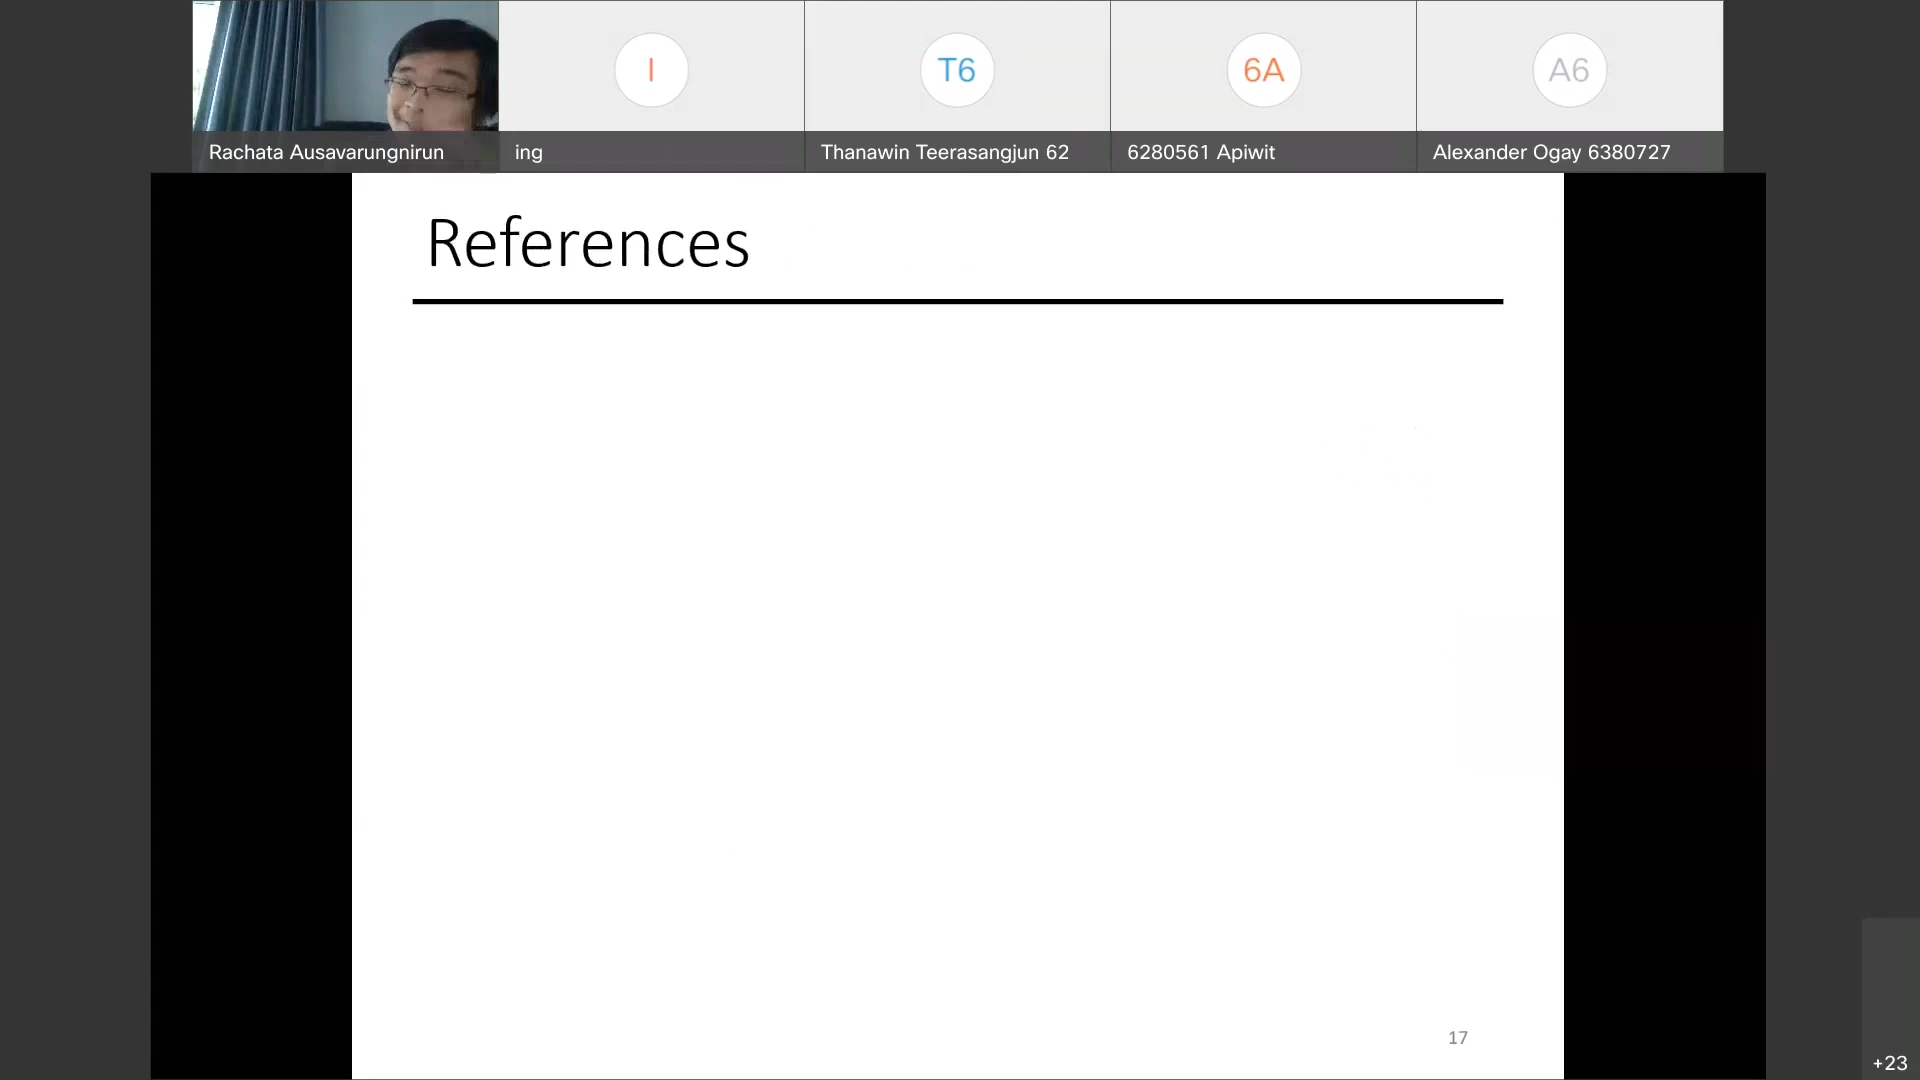 I
T6
6A
A6
Rachata Ausavarungnirun
ing
Thanawin Teerasangjun 62
6280561 Apiwit
Alexander Ogay 6380727
References
17
+23